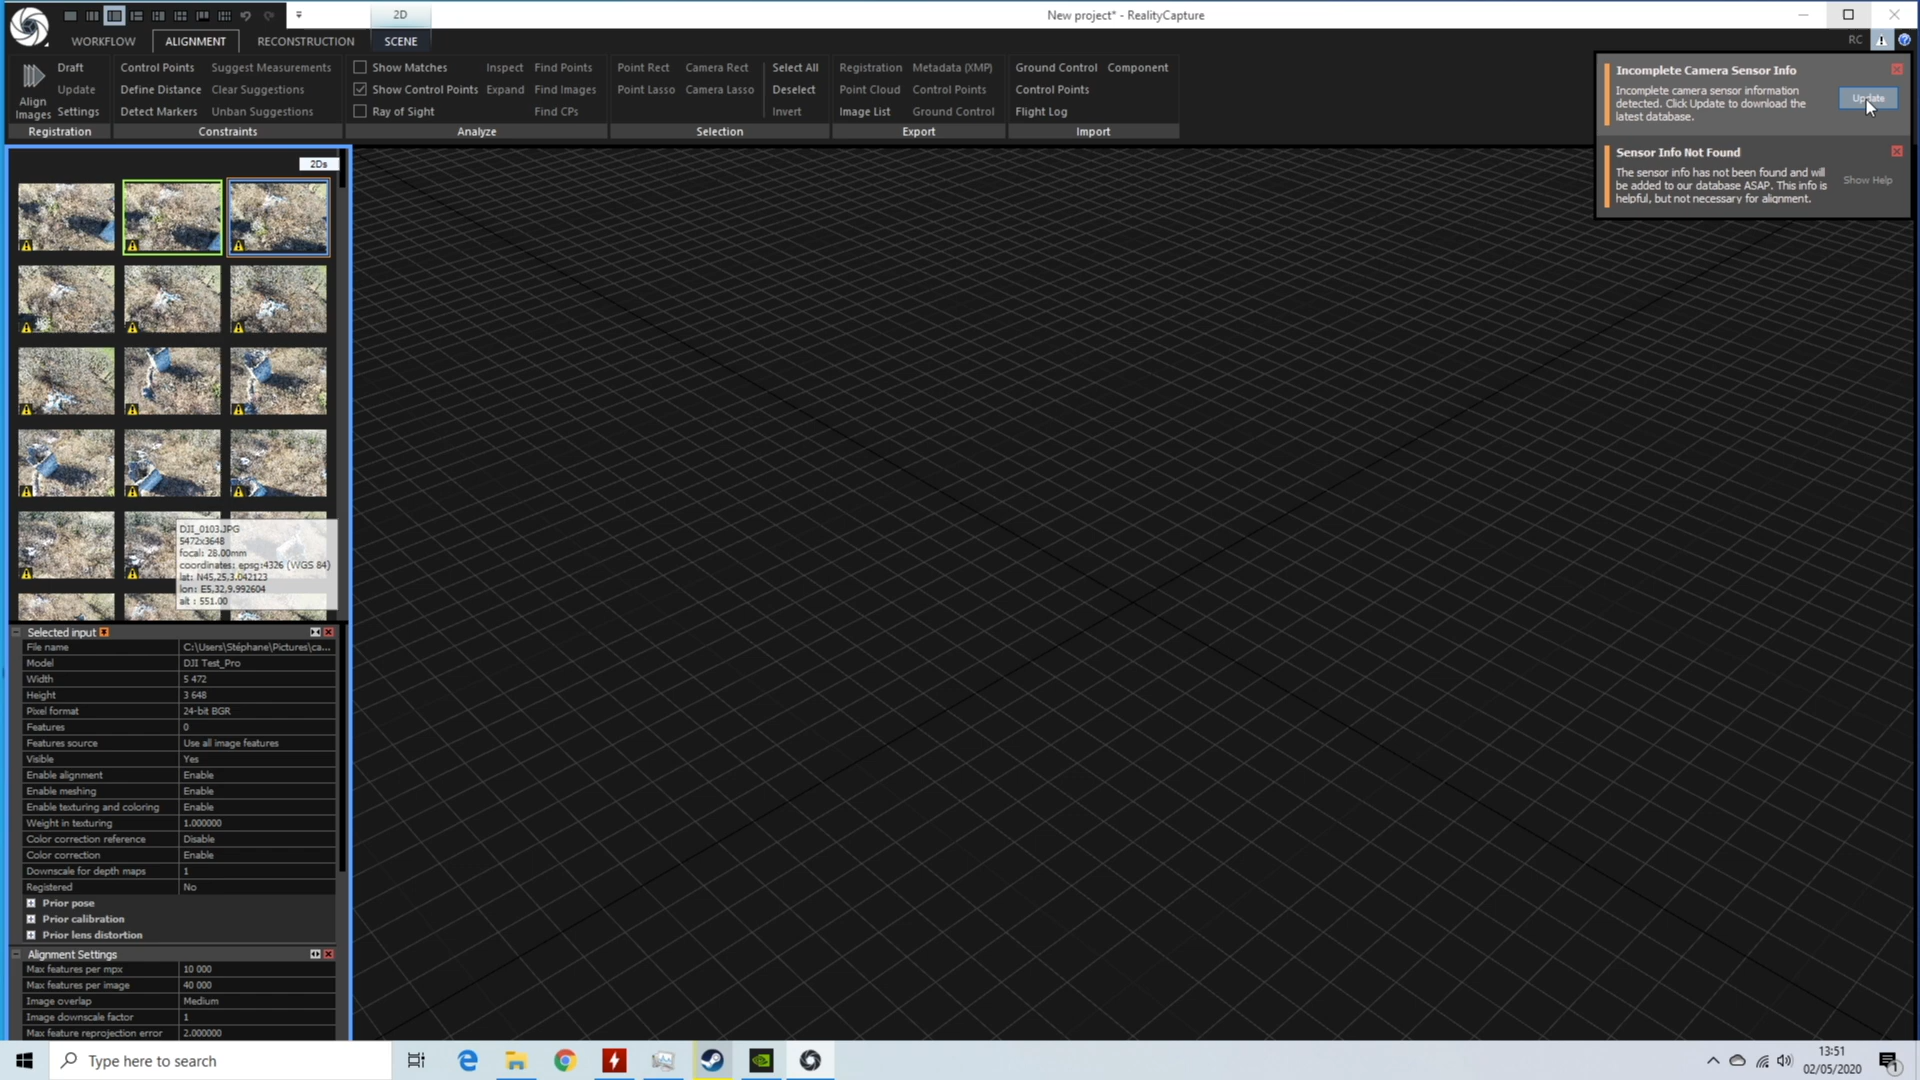 2D
New project* - RealityCapture
WORKFLOW ALIGNMENT RECONSTRUCTION SCENE
RC
Draft
Update
Settings
Align Images
Registration
Control Points Suggest Measurements
Define Distance Clear Suggestions
Detect Markers Unban Suggestions
Constraints
Show Matches Inspect Find Points
Show Control Points Expand Find Images
Ray of Sight Find CPs
Analyze
Point Rect Camera Rect Select All
Point Lasso Camera Lasso Deselect
Invert
Selection
Registration Metadata (XMP)
Point Cloud Control Points
Image List Ground Control
Export
Ground Control Component
Control Points
Flight Log
Import
Incomplete Camera Sensor Info
Incomplete camera sensor information
detected. Click Update to download the
latest database.
Update
Sensor Info Not Found
The sensor info has not been found and will
be added to our database ASAP. This info is
helpful, but not necessary for alignment.
Show Help
2Ds
DJI_0103.JPG
5472x3648
focal: 28.00mm
coordinates: epsg:4326 (WGS 84)
lat: N45,25,3.042123
lon: E5,32,9.992604
alt : 551.00
Selected input
File name C:\Users\Stéphane\Pictures\ca...
Model DJI Test_Pro
Width 5 472
Height 3 648
Pixel format 24-bit BGR
Features 0
Features source Use all image features
Visible Yes
Enable alignment Enable
Enable meshing Enable
Enable texturing and coloring Enable
Weight in texturing 1.000000
Color correction reference Disable
Color correction Enable
Downscale for depth maps 1
Registered No
Prior pose
Prior calibration
Prior lens distortion
Alignment Settings
Max features per mpx 10 000
Max features per image 40 000
Image overlap Medium
Image downscale factor 1
Max feature reprojection error 2.000000
Type here to search
13:51
02/05/2020
1